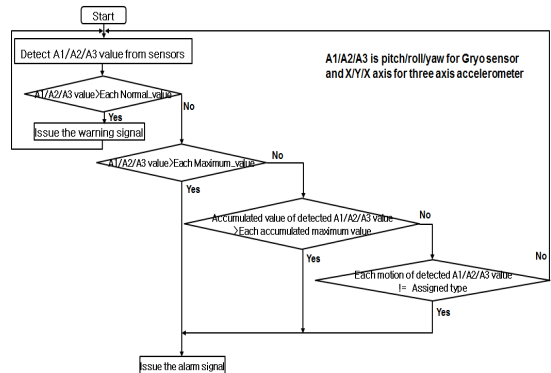 Start
Detect A1/A2/A3 value from sensors
A1/A2/A3 is pitch/roll/yaw for Gryo sensor
and X/Y/X axis for three axis accelerometer
A1/A2/A3 value>Each Normal_value
No
Yes
Issue the warning signal
A1/A2/A3 value>Each Maximum_value
No
Yes
Accumulated value of detected A1/A2/A3 value
>Each accumulated maximum value
No
Yes
Each motion of detected A1/A2/A3 value
!= Assigned type
No
Yes
Issue the alarm signal